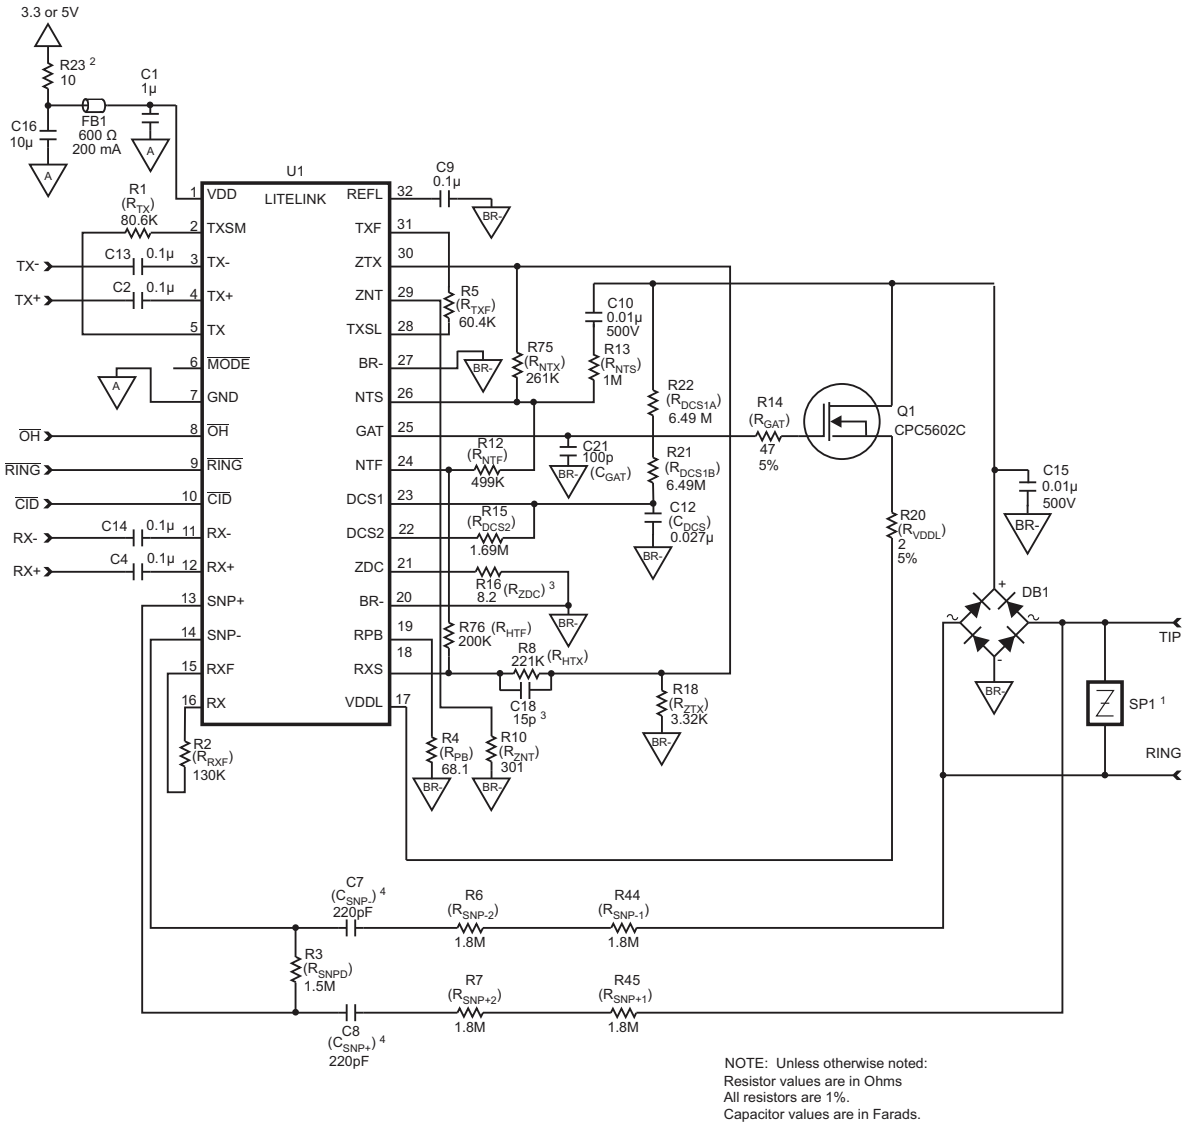 3.3 or 5V
R23 2
10
C1
1µ
C16
10µ
FB1
600 Ω
200 mA
A
A
U1
LITELINK
1 VDD
2 TXSM
3 TX-
4 TX+
5 TX
6 MODE
7 GND
8 OH
9 RING
10 CID
11 RX-
12 RX+
13 SNP+
14 SNP-
15 RXF
16 RX
REFL 32
TXF 31
ZTX 30
ZNT 29
TXSL 28
BR- 27
NTS 26
GAT 25
NTF 24
DCS1 23
DCS2 22
ZDC 21
BR- 20
RPB 19
RXS 18
VDDL 17
R1
(RTX)
80.6K
TX-
C13 0.1µ
TX+
C2 0.1µ
A
OH
RING
CID
RX-
C14 0.1µ
RX+
C4 0.1µ
R2
(RRXF)
130K
C9
0.1µ
BR-
R5
(RTXF)
60.4K
BR-
R75
(RNTX)
261K
C10
0.01µ
500V
R13
(RNTS)
1M
R22
(RDCS1A)
6.49 M
R14
(RGAT)
47
5%
Q1
CPC5602C
R12
(RNTF)
499K
C21
100p
(CGAT)
BR-
R21
(RDCS1B)
6.49M
R15
(RDCS2)
1.69M
C12
(CDCS)
0.027µ
BR-
R20
(RVDDL)
2
5%
C15
0.01µ
500V
BR-
R16 (RZDC) 3
8.2
BR-
R76 (RHTF)
200K
R8
221K (RHTX)
C18
15p 3
R18
(RZTX)
3.32K
BR-
R4
(RPB)
68.1
BR-
R10
(RZNT)
301
BR-
+
DB1
~
~
-
BR-
TIP
SP1 1
RING
C7
(CSNP-) 4
220pF
R6
(RSNP-2)
1.8M
R44
(RSNP-1)
1.8M
R3
(RSNPD)
1.5M
R7
(RSNP+2)
1.8M
R45
(RSNP+1)
1.8M
C8
(CSNP+) 4
220pF
NOTE: Unless otherwise noted:
Resistor values are in Ohms
All resistors are 1%.
Capacitor values are in Farads.